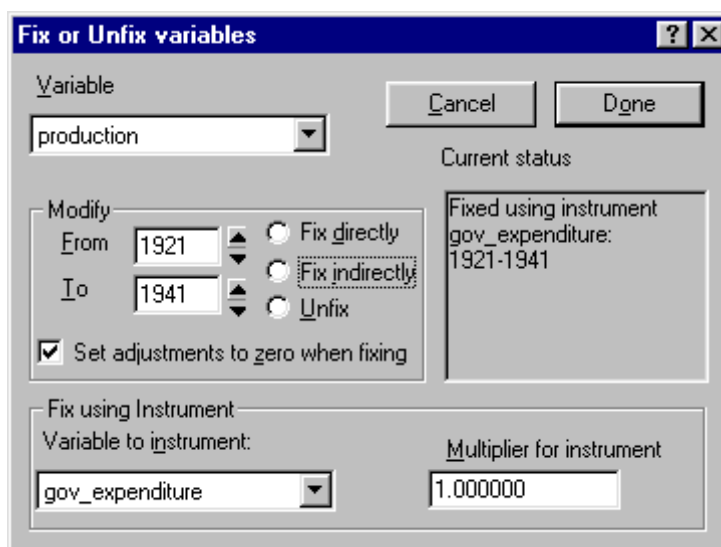 Fix or Unfix variables
Variable
production
Cancel
Done
Current status
Modify
From 1921
To 1941
Fix directly
Fix indirectly
Unfix
Set adjustments to zero when fixing
Fixed using instrument
gov_expenditure:
1921-1941
Fix using Instrument
Variable to instrument:
gov_expenditure
Multiplier for instrument
1.000000